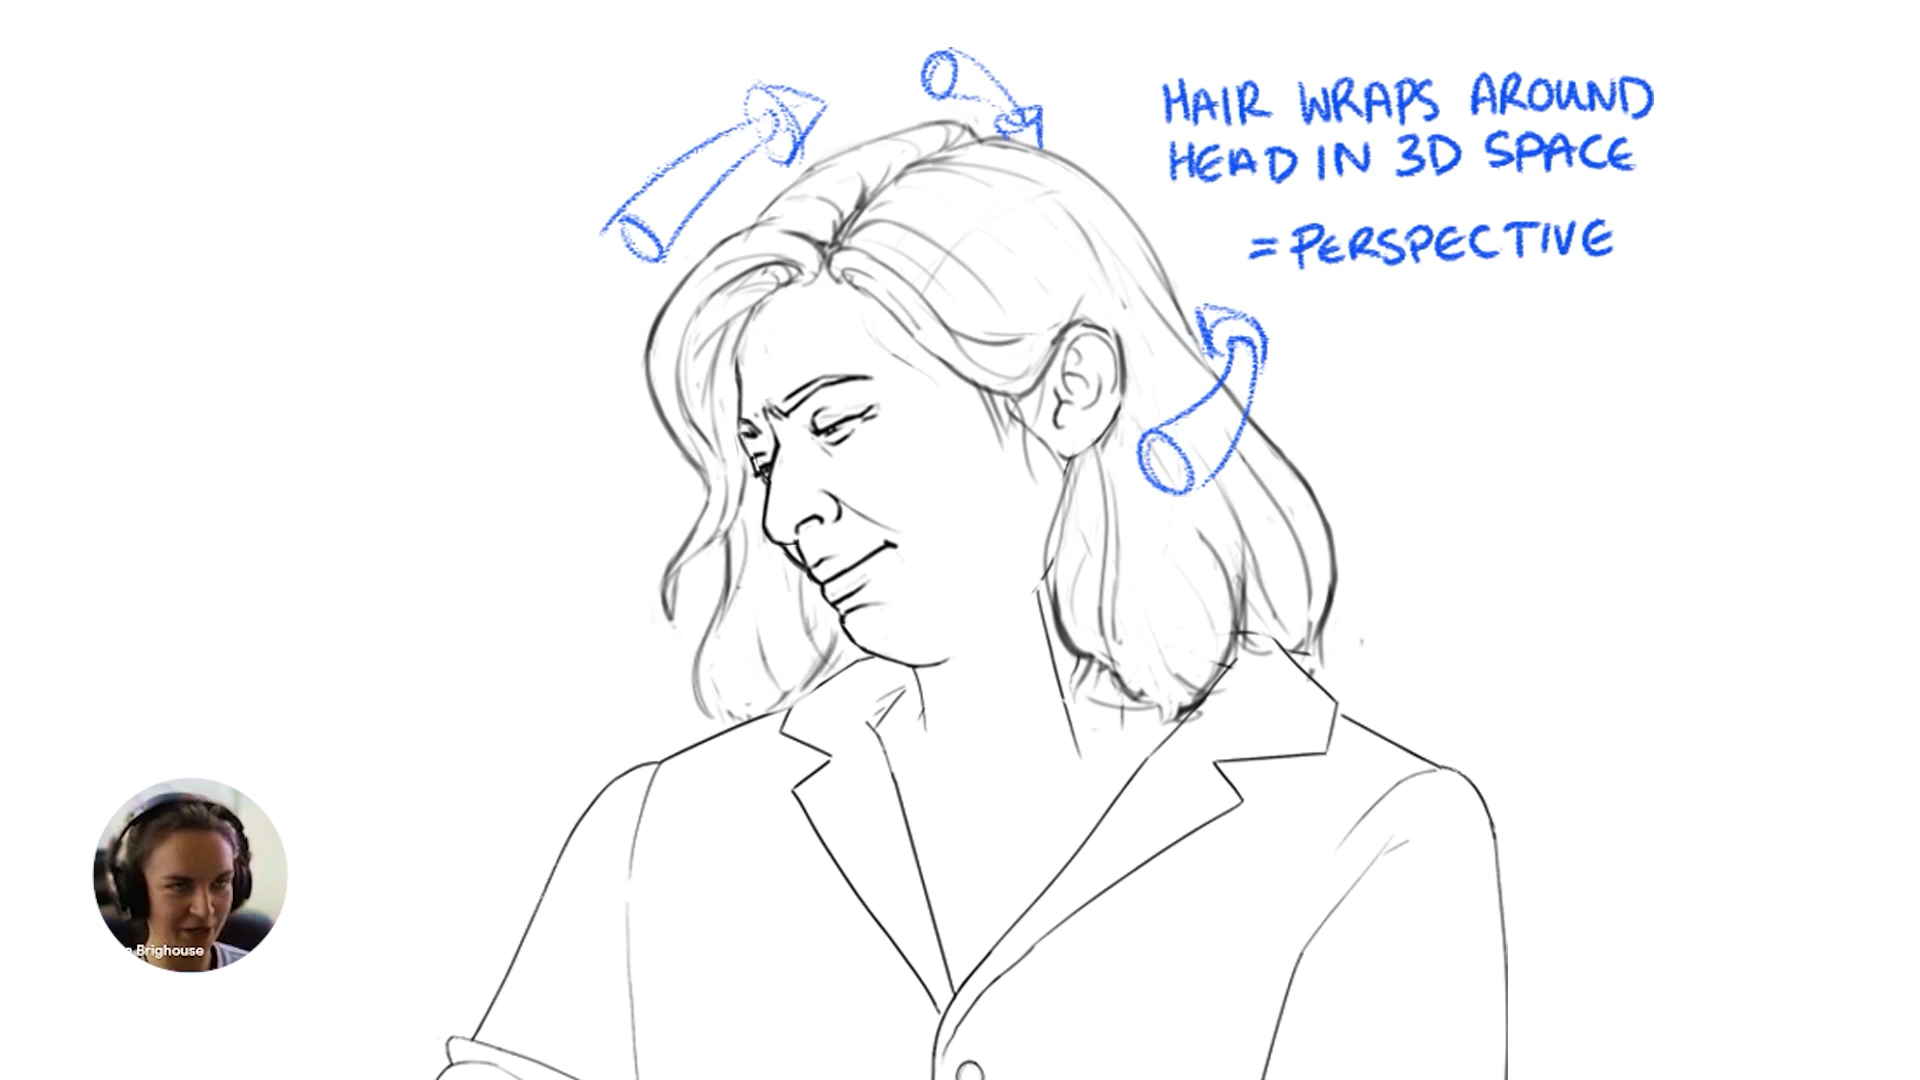 HAIR WRAPS AROUND
HEAD IN 3D SPACE
= PERSPECTIVE
Brighouse